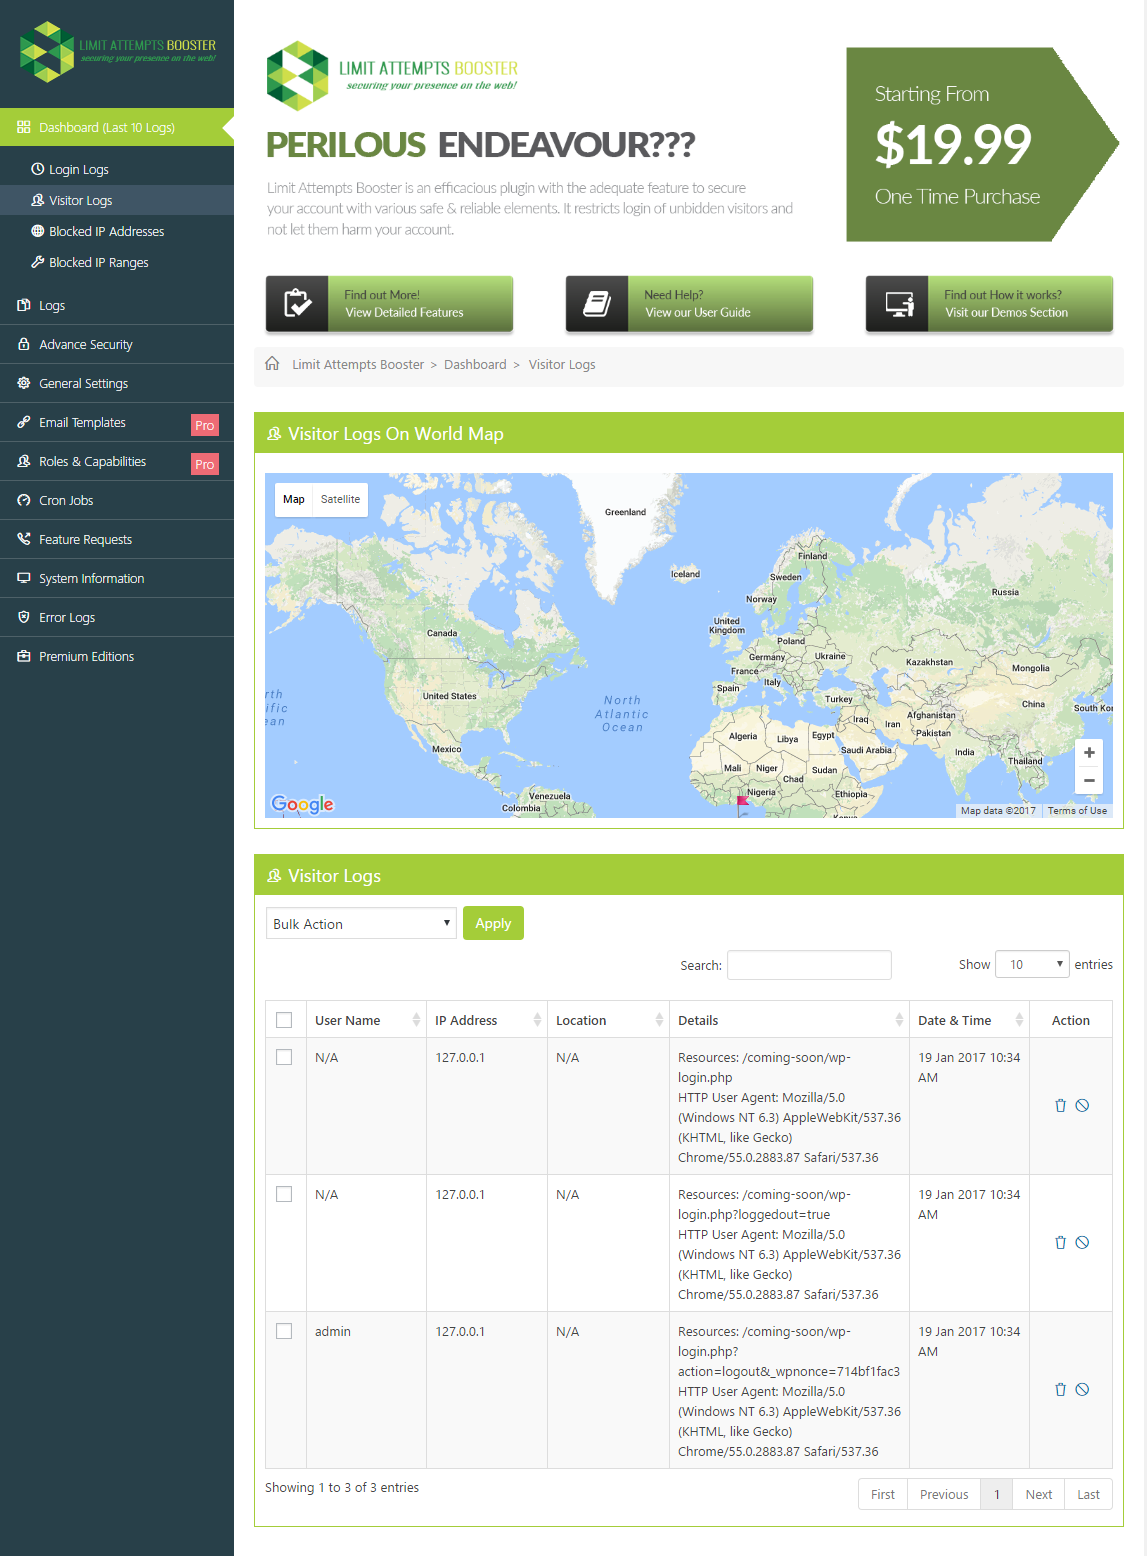 LIMIT ATTEMPTS BOOSTER
securing your presence on the web!
Dashboard (Last 10 Logs)
Login Logs
Visitor Logs
Blocked IP Addresses
Blocked IP Ranges
Logs
Advance Security
General Settings
Email Templates Pro
Roles & Capabilities Pro
Cron Jobs
Feature Requests
System Information
Error Logs
Premium Editions
LIMIT ATTEMPTS BOOSTER
securing your presence on the web!
PERILOUS ENDEAVOUR???
Limit Attempts Booster is an efficacious plugin with the adequate feature to secure
your account with various safe & reliable elements. It restricts login of unbidden visitors and
not let them harm your account.
Starting From
$19.99
One Time Purchase
Find out More!
View Detailed Features
Need Help?
View our User Guide
Find out How it works?
Visit our Demos Section
Limit Attempts Booster > Dashboard > Visitor Logs
Visitor Logs On World Map
Map Satellite
Greenland
Iceland
Finland
Sweden
Norway
Russia
United
Kingdom
Canada
Poland
Germany
Ukraine
France
Kazakhstan
Mongolia
Italy
Spain
United States
Turkey
North
Atlantic
Ocean
rth
ific
ean
China
South Kor
Iraq
Iran
Afghanistan
Pakistan
Algeria
Libya
Egypt
Saudi Arabia
Mexico
India
Thailand
Mali
Niger
Chad
Sudan
Nigeria
Ethiopia
Venezuela
Colombia
Kenya
Google
Map data ©2017 Terms of Use
Visitor Logs
Bulk Action Apply
Search: Show 10 entries
User Name IP Address Location Details Date & Time Action
N/A 127.0.0.1 N/A Resources: /coming-soon/wp- 19 Jan 2017 10:34
login.php AM
HTTP User Agent: Mozilla/5.0
(Windows NT 6.3) AppleWebKit/537.36
(KHTML, like Gecko)
Chrome/55.0.2883.87 Safari/537.36
N/A 127.0.0.1 N/A Resources: /coming-soon/wp- 19 Jan 2017 10:34
login.php?loggedout=true AM
HTTP User Agent: Mozilla/5.0
(Windows NT 6.3) AppleWebKit/537.36
(KHTML, like Gecko)
Chrome/55.0.2883.87 Safari/537.36
admin 127.0.0.1 N/A Resources: /coming-soon/wp- 19 Jan 2017 10:34
login.php? AM
action=logout&_wpnonce=714bf1fac3
HTTP User Agent: Mozilla/5.0
(Windows NT 6.3) AppleWebKit/537.36
(KHTML, like Gecko)
Chrome/55.0.2883.87 Safari/537.36
Showing 1 to 3 of 3 entries
First Previous 1 Next Last